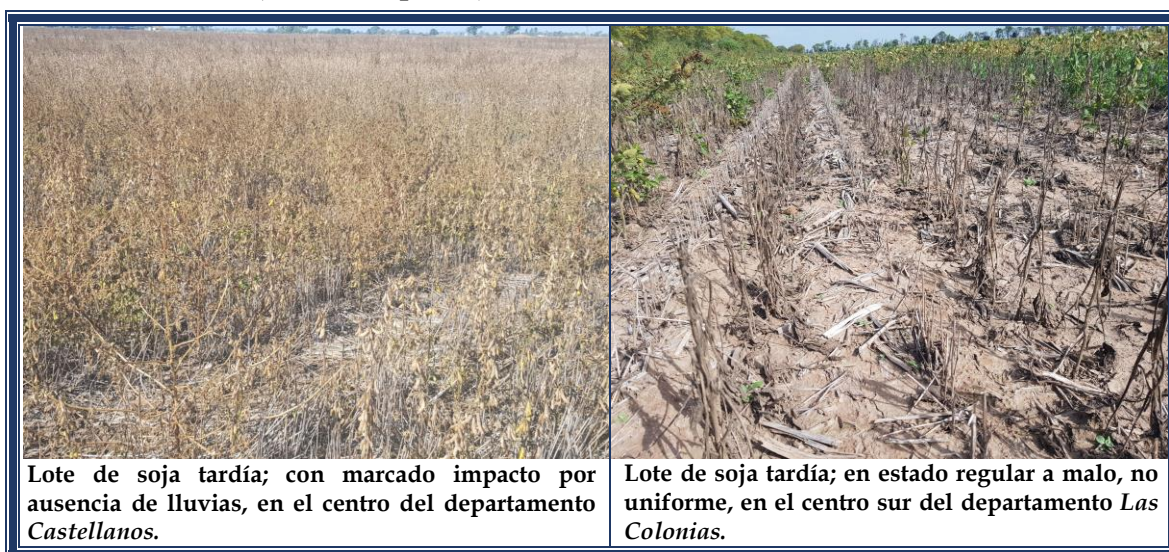 Lote de soja tardía; con marcado impacto por
ausencia de lluvias, en el centro del departamento
Castellanos.
Lote de soja tardía; en estado regular a malo, no
uniforme, en el centro sur del departamento Las
Colonias.